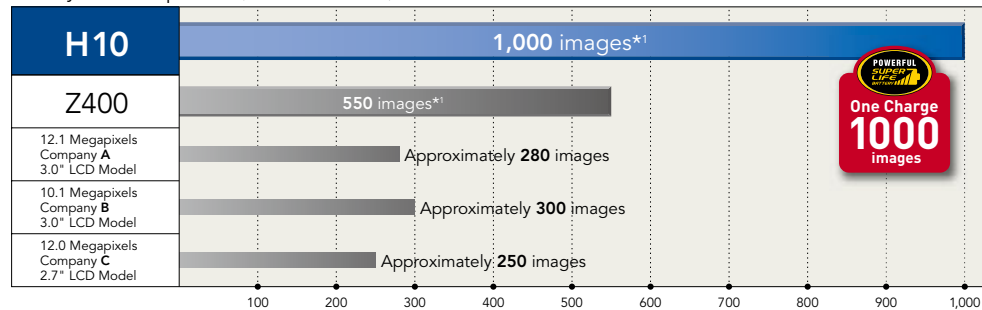 H10
1,000 images*1
Z400
550 images*1
12.1 Megapixels
Company A
3.0" LCD Model
Approximately 280 images
10.1 Megapixels
Company B
3.0" LCD Model
Approximately 300 images
12.0 Megapixels
Company C
2.7" LCD Model
Approximately 250 images
POWERFUL
SUPER
LIFE
BATTERY
One Charge
1000
images
100 200 300 400 500 600 700 800 900 1,000